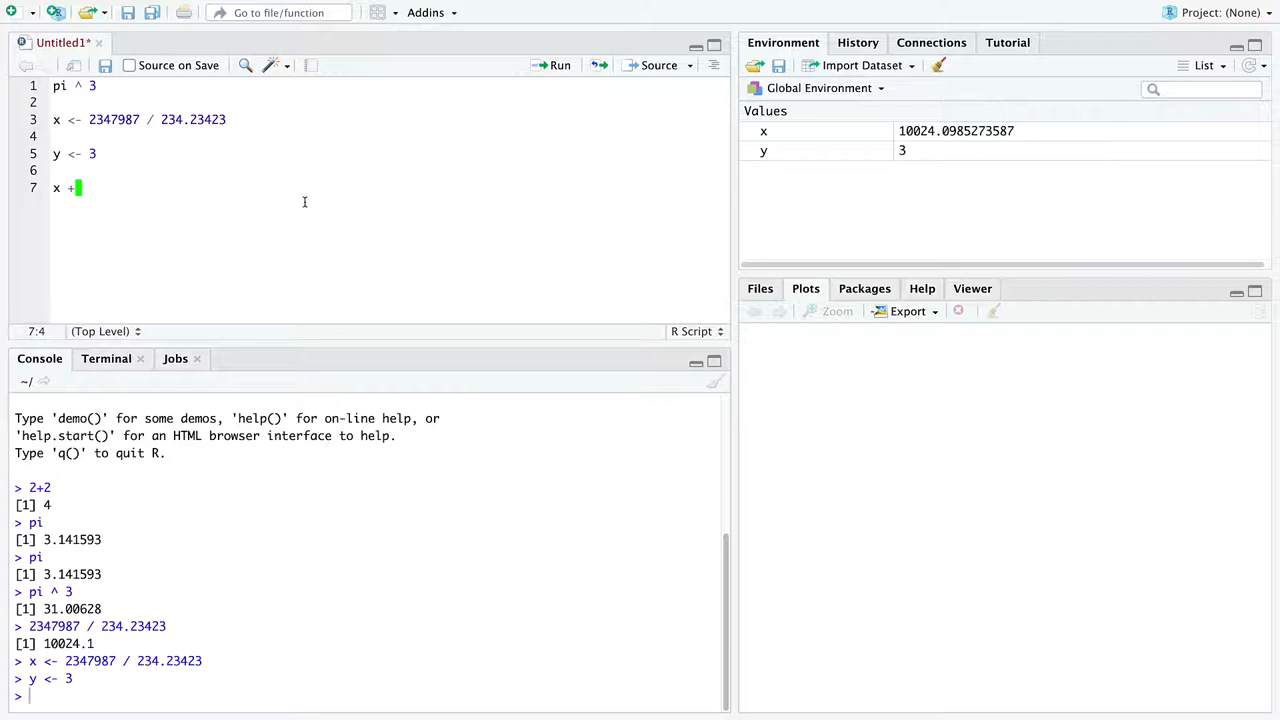 Go to file/function
Addins
Project: (None)
Untitled1*
Source on Save
Run
Source
1 pi ^ 3
2
3 x <- 2347987 / 234.23423
4
5 y <- 3
6
7 x +
7:4
(Top Level)
R Script
Console
Terminal
Jobs
~/
Type 'demo()' for some demos, 'help()' for on-line help, or
'help.start()' for an HTML browser interface to help.
Type 'q()' to quit R.
> 2+2
[1] 4
> pi
[1] 3.141593
> pi
[1] 3.141593
> pi ^ 3
[1] 31.00628
> 2347987 / 234.23423
[1] 10024.1
> x <- 2347987 / 234.23423
> y <- 3
>
Environment
History
Connections
Tutorial
Import Dataset
List
Global Environment
Values
x 10024.0985273587
y 3
Files
Plots
Packages
Help
Viewer
Zoom
Export